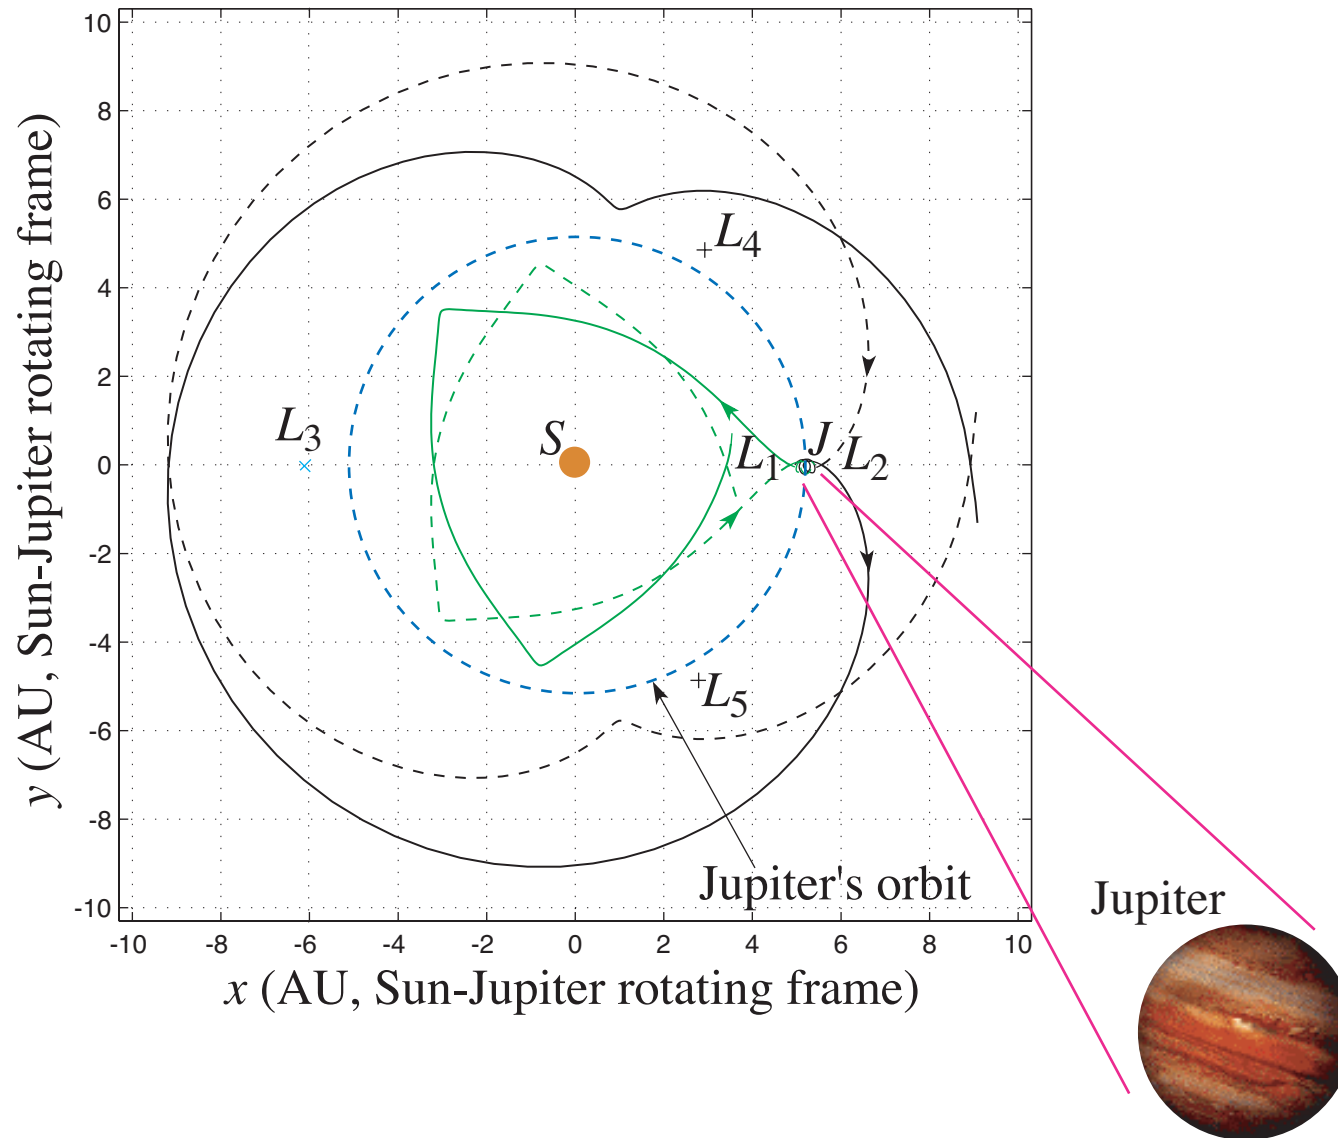 10
8
6
4
2
0
-2
-4
-6
-8
-10
y (AU, Sun-Jupiter rotating frame)
L4
L3
S
L1
J
L2
L5
Jupiter's orbit
Jupiter
-10 -8 -6 -4 -2 0 2 4 6 8 10
x (AU, Sun-Jupiter rotating frame)